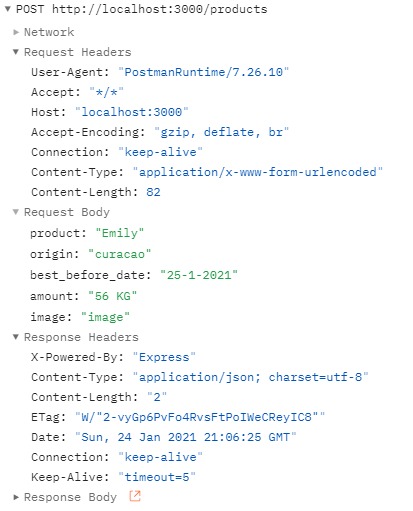 POST http://localhost:3000/products
Network
Request Headers
User-Agent: "PostmanRuntime/7.26.10"
Accept: "*/*"
Host: "localhost:3000"
Accept-Encoding: "gzip, deflate, br"
Connection: "keep-alive"
Content-Type: "application/x-www-form-urlencoded"
Content-Length: 82
Request Body
product: "Emily"
origin: "curacao"
best_before_date: "25-1-2021"
amount: "56 KG"
image: "image"
Response Headers
X-Powered-By: "Express"
Content-Type: "application/json; charset=utf-8"
Content-Length: "2"
ETag: "W/"2-vyGp6PvFo4RvsFtPoIWeCReyIC8""
Date: "Sun, 24 Jan 2021 21:06:25 GMT"
Connection: "keep-alive"
Keep-Alive: "timeout=5"
Response Body